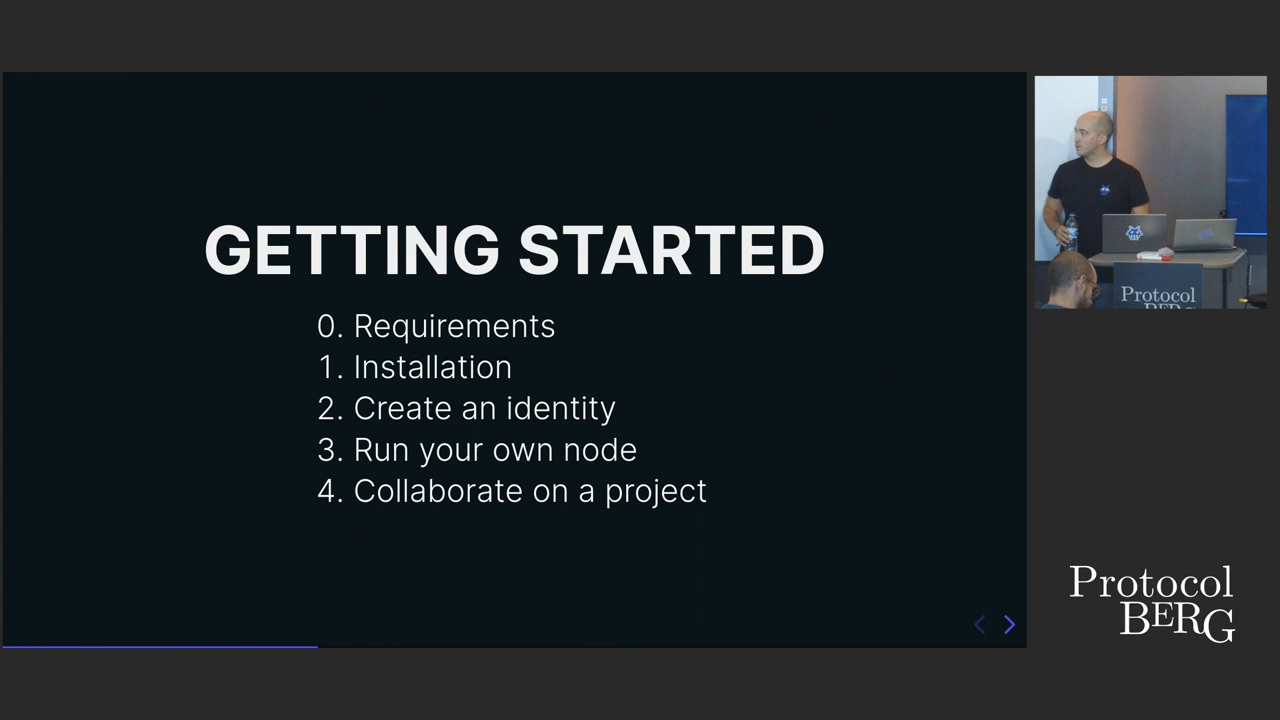 GETTING STARTED
0. Requirements
1. Installation
2. Create an identity
3. Run your own node
4. Collaborate on a project
Protocol
BERG
Protocol
BERG